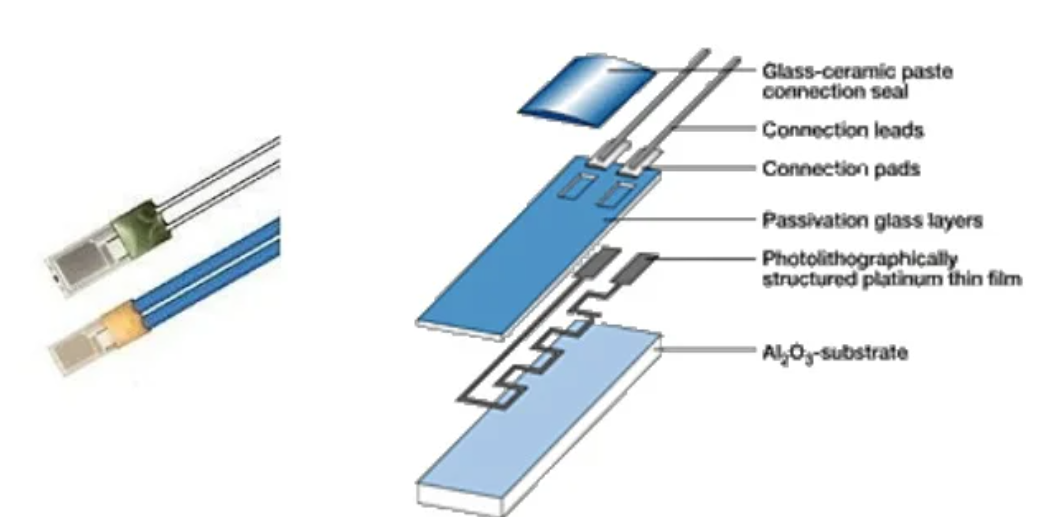 Glass-ceramic paste
connection seal
Connection leads
Connection pads
Passivation glass layers
Photolithographically
structured platinum thin film
Al₂O₃-substrate